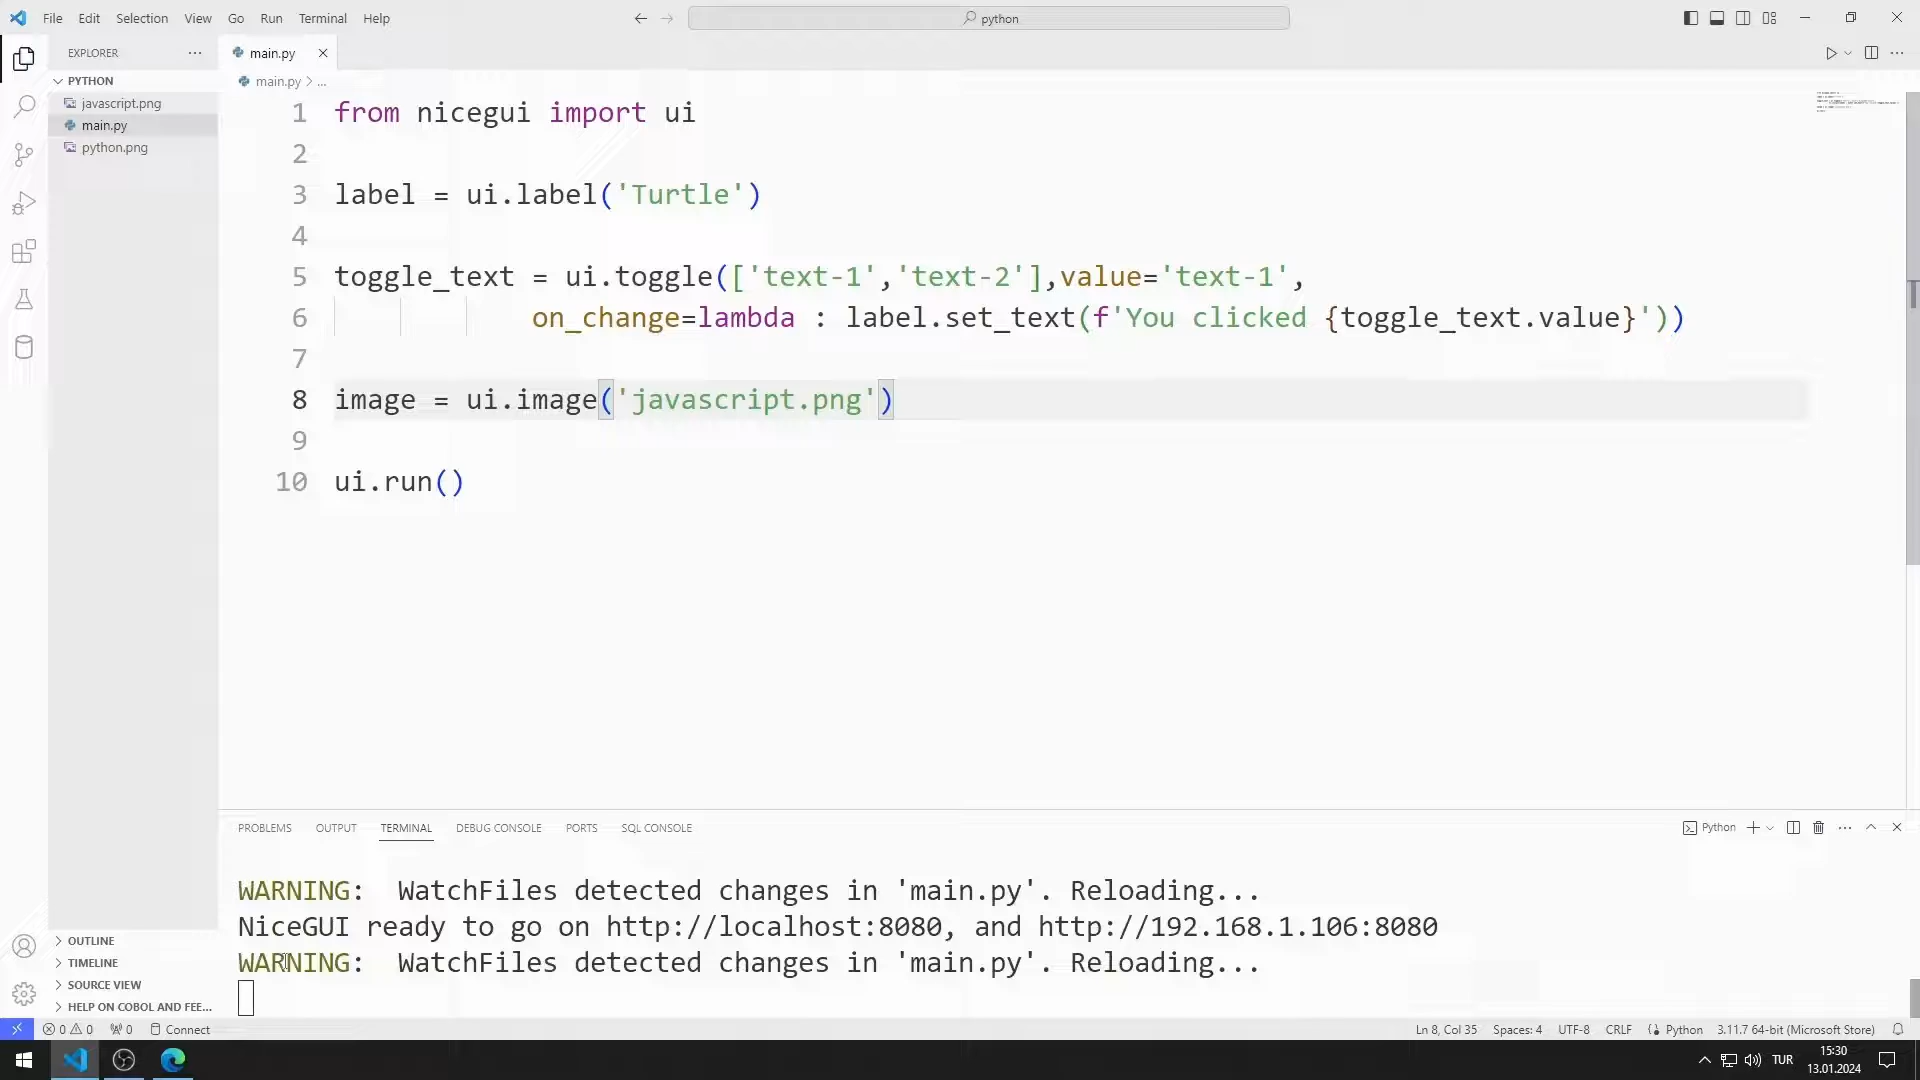 File Edit Selection View Go Run Terminal Help
python
EXPLORER
main.py
PYTHON
main.py > ...
javascript.png
main.py
python.png
1 from nicegui import ui
2
3 label = ui.label('Turtle')
4
5 toggle_text = ui.toggle(['text-1','text-2'],value='text-1',
6 on_change=lambda : label.set_text(f'You clicked {toggle_text.value}'))
7
8 image = ui.image('javascript.png')
9
10 ui.run()
PROBLEMS OUTPUT TERMINAL DEBUG CONSOLE PORTS SQL CONSOLE
Python
WARNING: WatchFiles detected changes in 'main.py'. Reloading...
NiceGUI ready to go on http://localhost:8080, and http://192.168.1.106:8080
WARNING: WatchFiles detected changes in 'main.py'. Reloading...
OUTLINE
TIMELINE
SOURCE VIEW
HELP ON COBOL AND FEE...
0 0 0 Connect
Ln 8, Col 35 Spaces: 4 UTF-8 CRLF Python 3.11.7 64-bit (Microsoft Store)
TUR
15:30
13.01.2024